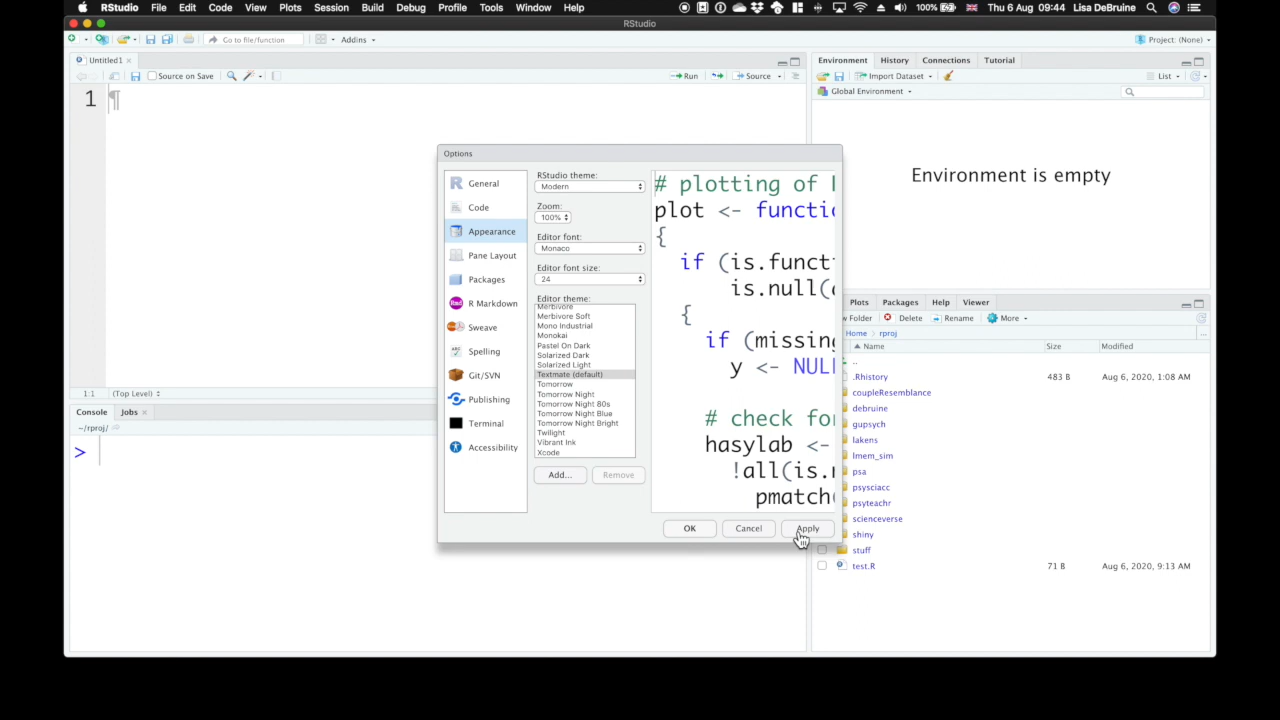 RStudio File Edit Code View Plots Session Build Debug Profile Tools Window Help 100% Thu 6 Aug 09:44 Lisa DeBruine
RStudio
Go to file/function Addins Project: (None)
Untitled1
Source on Save Run Source
1
1:1 (Top Level)
Console Jobs
~/rproj/
>
Options
General
Code
Appearance
Pane Layout
Packages
R Markdown
Sweave
Spelling
Git/SVN
Publishing
Terminal
Accessibility
RStudio theme:
Modern
Zoom:
100%
Editor font:
Monaco
Editor font size:
24
Editor theme:
Merbivore
Merbivore Soft
Mono Industrial
Monokai
Pastel On Dark
Solarized Dark
Solarized Light
Textmate (default)
Tomorrow
Tomorrow Night
Tomorrow Night 80s
Tomorrow Night Blue
Tomorrow Night Bright
Twilight
Vibrant Ink
Xcode
Add... Remove
# plotting of
plot <- functio
{
if (is.functi
is.null(
{
if (missing
y <- NULL
# check for
hasylab <-
!all(is.n
pmatch(
OK Cancel Apply
Environment History Connections Tutorial
Import Dataset List
Global Environment
Environment is empty
Plots Packages Help Viewer
w Folder Delete Rename More
Home rproj ...
Name Size Modified
..
.Rhistory 483 B Aug 6, 2020, 1:08 AM
coupleResemblance
debruine
gupsych
lakens
lmem_sim
psa
psysciacc
psyteachr
scienceverse
shiny
stuff
test.R 71 B Aug 6, 2020, 9:13 AM